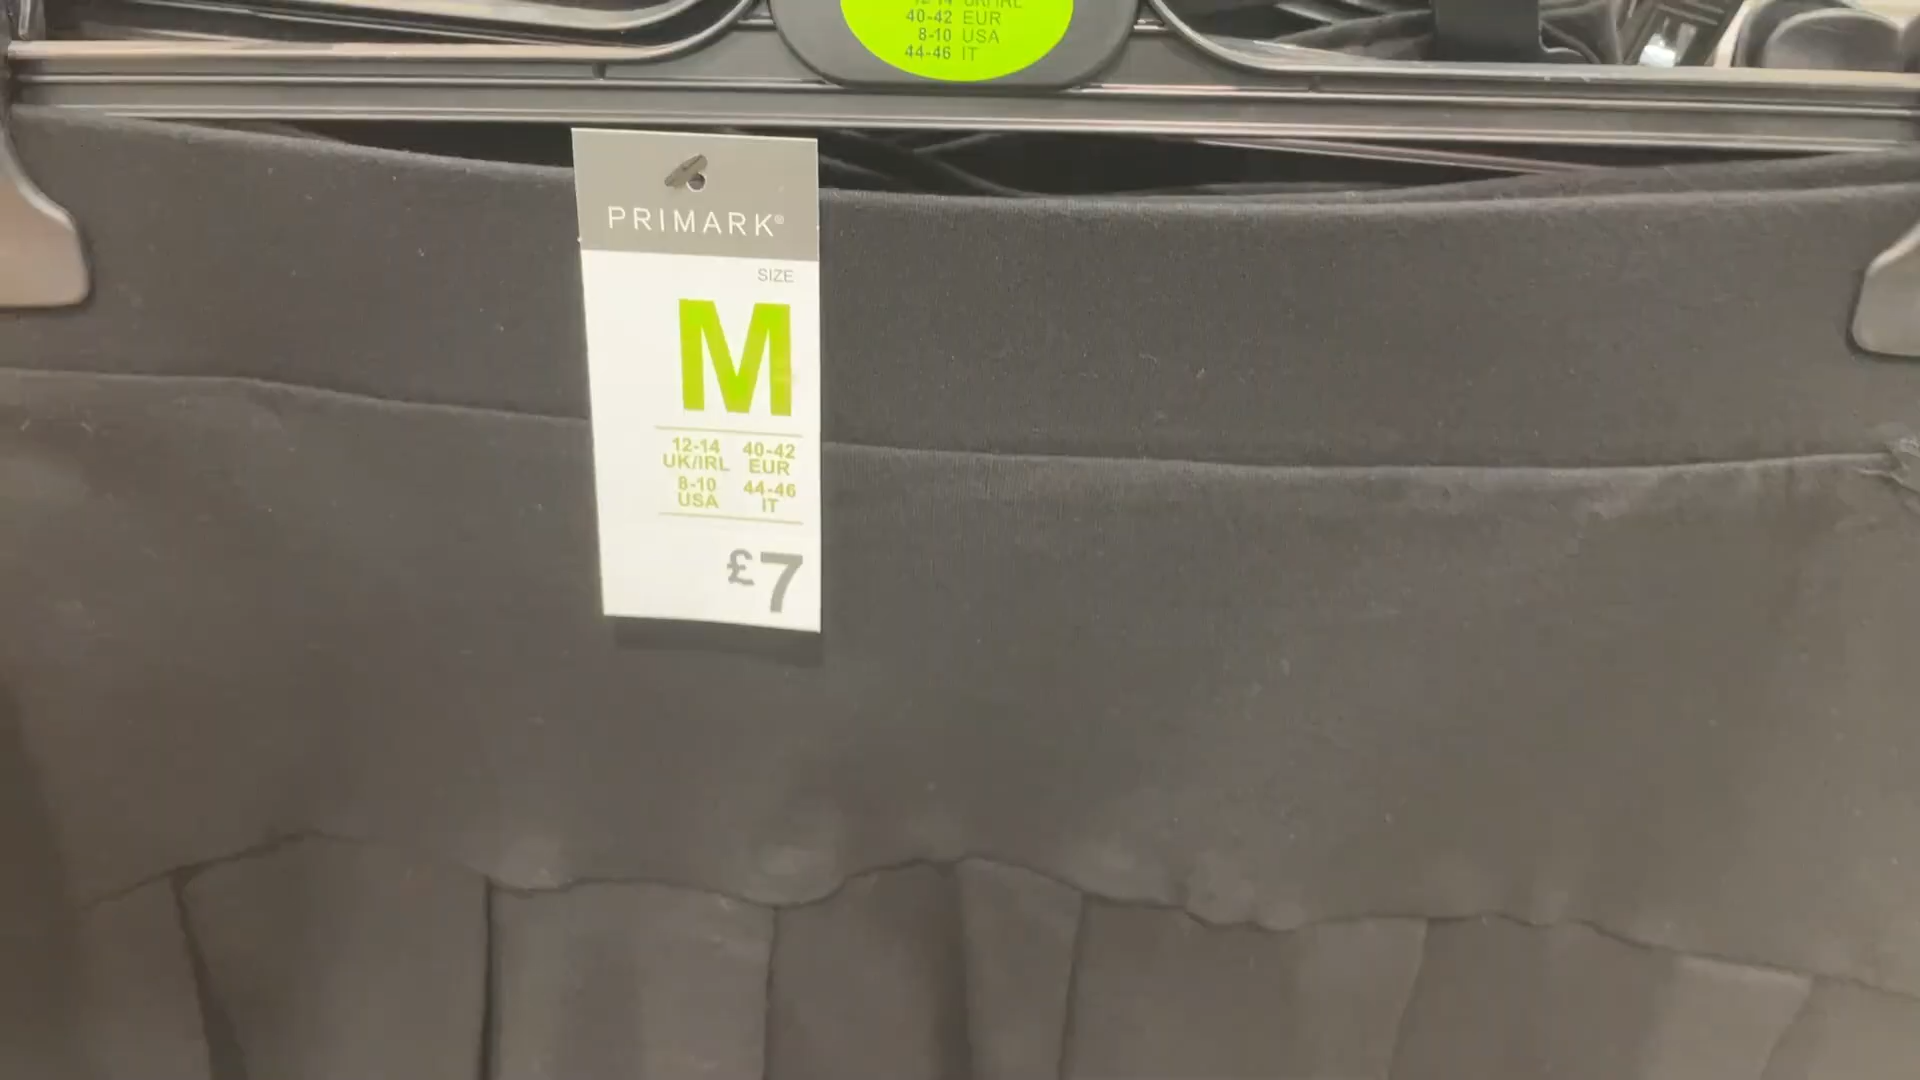 40-42 EUR
8-10 USA
44-46 IT
PRIMARK®
SIZE
M
12-14 40-42
UK/IRL EUR
8-10 44-46
USA IT
£7